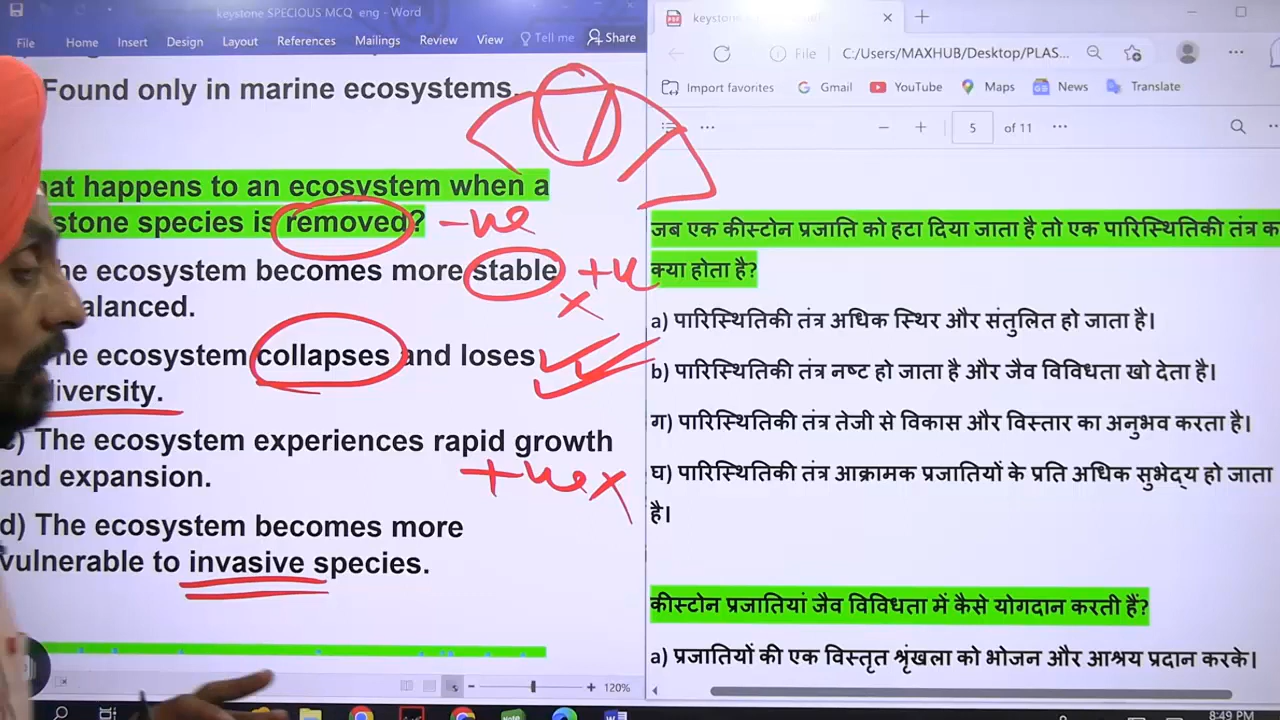 keystone SPECIOUS MCQ eng - Word
File Home Insert Design Layout References Mailings Review View Tell me Share
Found only in marine ecosystems.
hat happens to an ecosystem when a
stone species is removed? -ve
he ecosystem becomes more stable +ve
alanced. x
he ecosystem collapses and loses
diversity.
c) The ecosystem experiences rapid growth
and expansion. +ve x
d) The ecosystem becomes more
vulnerable to invasive species.
120%
keystone
File C:/Users/MAXHUB/Desktop/PLAS...
Import favorites Gmail YouTube Maps News Translate
5 of 11
जब एक कीस्टोन प्रजाति को हटा दिया जाता है तो एक पारिस्थितिकी तंत्र क
क्या होता है?
a) पारिस्थितिकी तंत्र अधिक स्थिर और संतुलित हो जाता है।
b) पारिस्थितिकी तंत्र नष्ट हो जाता है और जैव विविधता खो देता है।
ग) पारिस्थितिकी तंत्र तेजी से विकास और विस्तार का अनुभव करता है।
घ) पारिस्थितिकी तंत्र आक्रामक प्रजातियों के प्रति अधिक सुभेद्य हो जाता
है।
कीस्टोन प्रजातियां जैव विविधता में कैसे योगदान करती हैं?
a) प्रजातियों की एक विस्तृत श्रृंखला को भोजन और आश्रय प्रदान करके।
8:49 PM